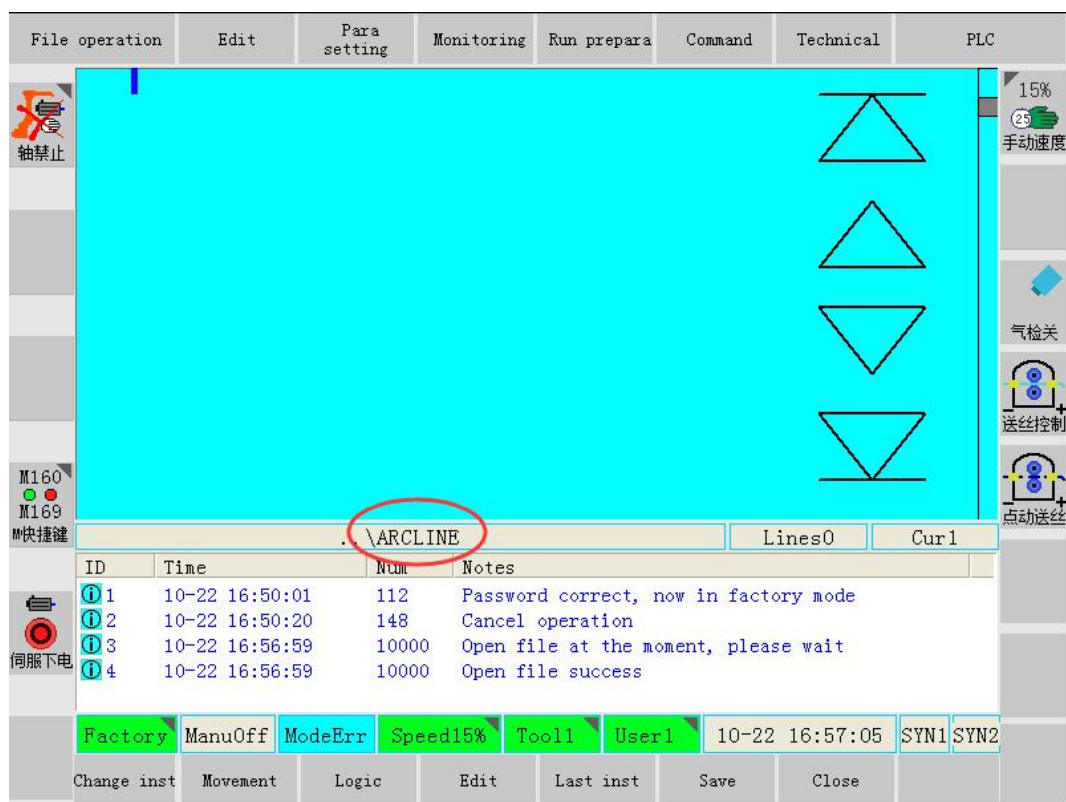 File operation Edit Para setting Monitoring Run prepara Command Technical PLC
轴禁止
15%
25
手动速度
气检关
送丝控制
点动送丝
M160
M169
M快捷键
..\ARCLINE Lines0 Cur1
ID Time Num Notes
1 10-22 16:50:01 112 Password correct, now in factory mode
2 10-22 16:50:20 148 Cancel operation
3 10-22 16:56:59 10000 Open file at the moment, please wait
4 10-22 16:56:59 10000 Open file success
伺服下电
Factory ManuOff ModeErr Speed15% Tool1 User1 10-22 16:57:05 SYN1 SYN2
Change inst Movement Logic Edit Last inst Save Close